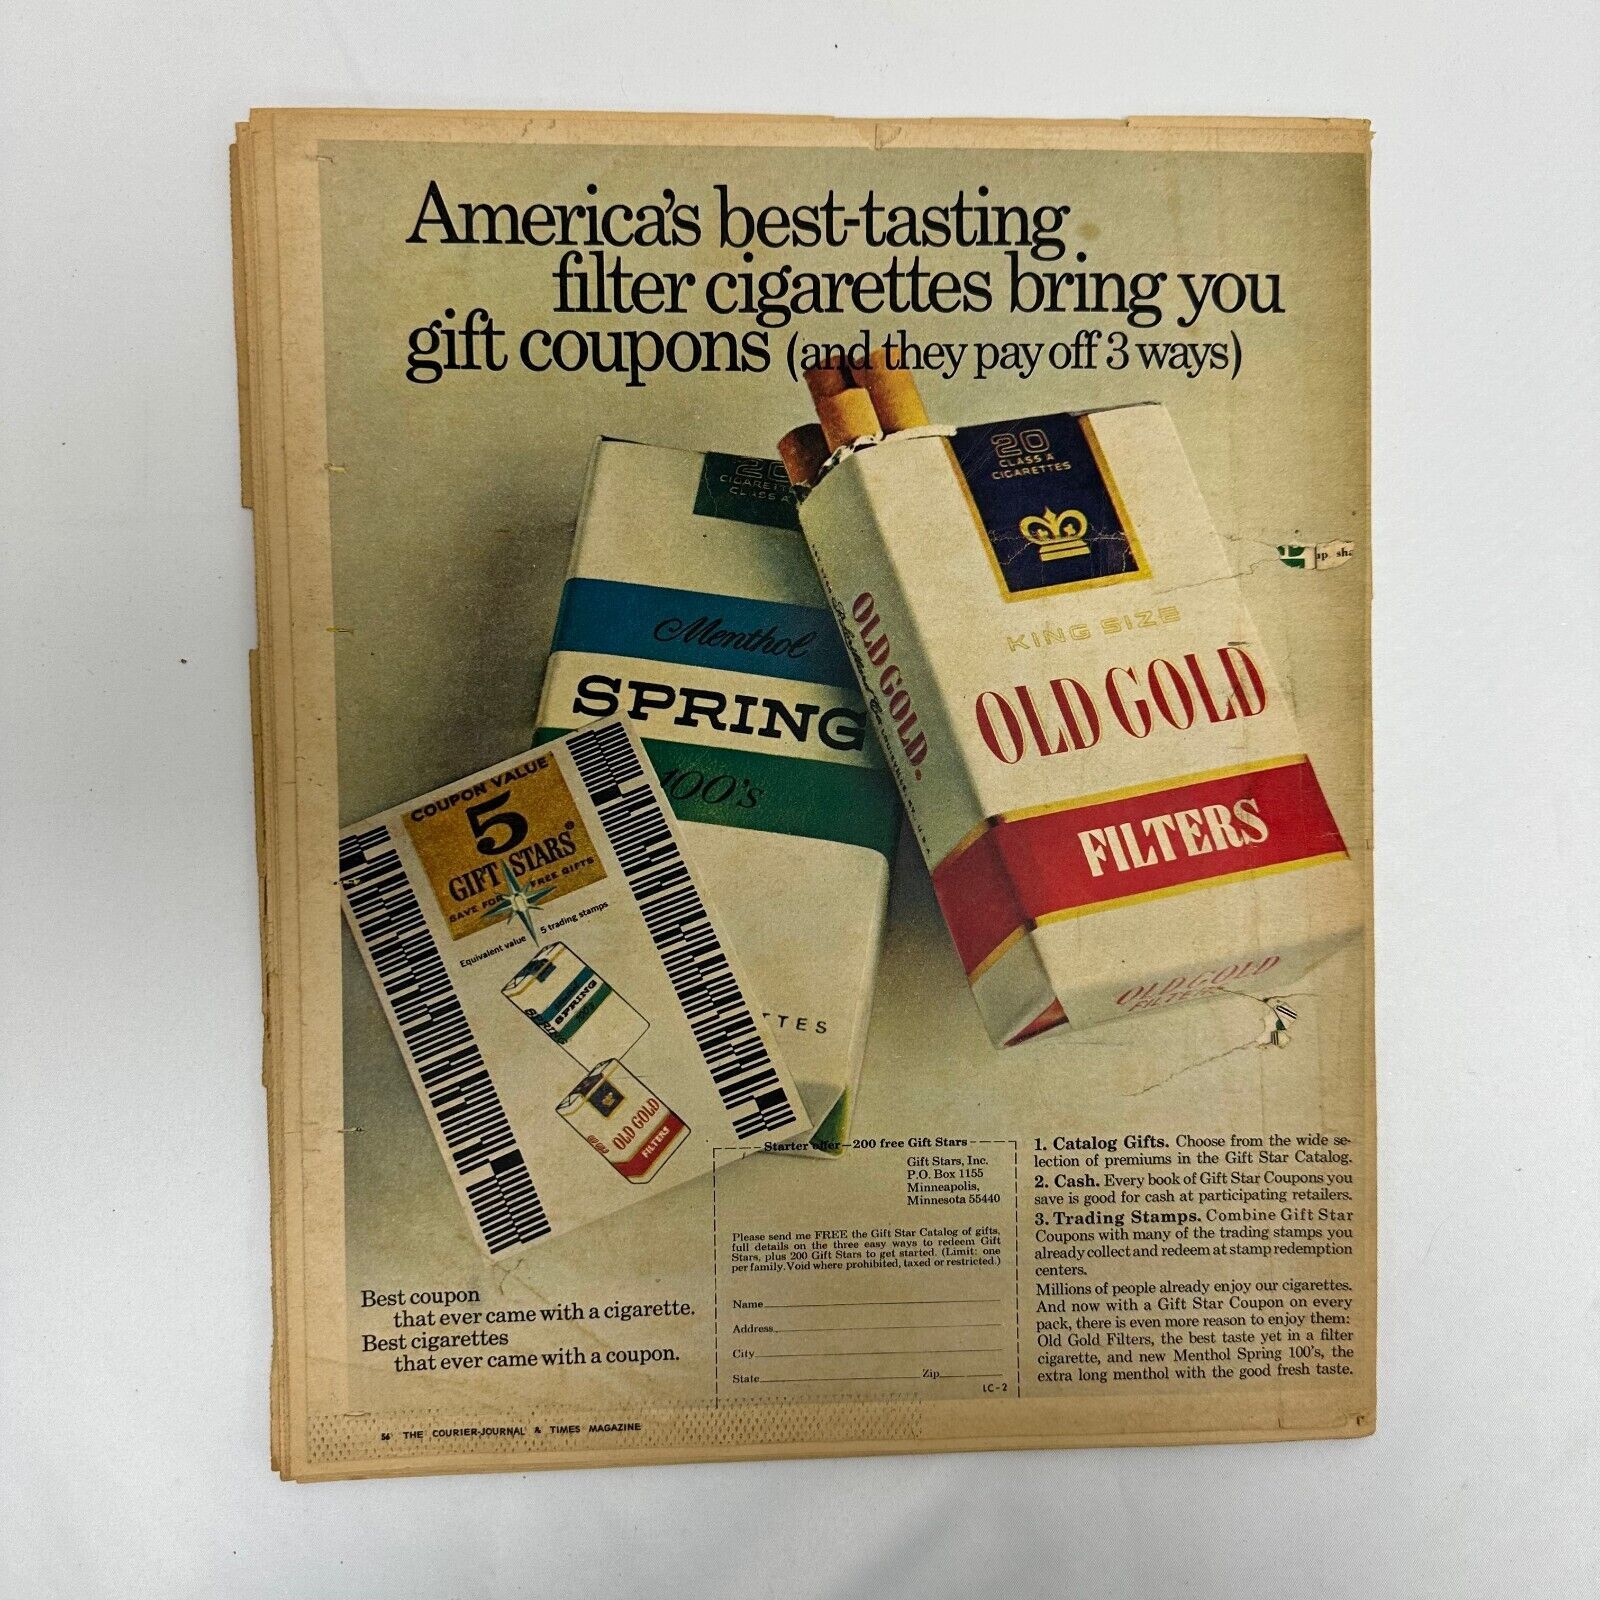 America's best-tasting
filter cigarettes bring you
gift coupons (and they pay off 3 ways)
20
CLASS A
CIGARETTES
KING SIZE
OLD GOLD
FILTERS
OLD GOLD.
OLD GOLD
FILTERS
20
CIGARETTES
CLASS A
Menthol
SPRING
100's
TTES
ip sha
COUPON VALUE
5
GIFT STARS®
SAVE FOR FREE GIFTS
Equivalent value 5 trading stamps
SPRING
OLD GOLD
FILTERS
Best coupon
that ever came with a cigarette.
Best cigarettes
that ever came with a coupon.
Starter offer—200 free Gift Stars
Gift Stars, Inc.
P.O. Box 1155
Minneapolis,
Minnesota 55440
Please send me FREE the Gift Star Catalog of gifts,
full details on the three easy ways to redeem Gift
Stars, plus 200 Gift Stars to get started. (Limit: one
per family. Void where prohibited, taxed or restricted.)
Name
Address
City
State Zip
LC-2
1. Catalog Gifts. Choose from the wide se-
lection of premiums in the Gift Star Catalog.
2. Cash. Every book of Gift Star Coupons you
save is good for cash at participating retailers.
3. Trading Stamps. Combine Gift Star
Coupons with many of the trading stamps you
already collect and redeem at stamp redemption
centers.
Millions of people already enjoy our cigarettes.
And now with a Gift Star Coupon on every
pack, there is even more reason to enjoy them:
Old Gold Filters, the best taste yet in a filter
cigarette, and new Menthol Spring 100's, the
extra long menthol with the good fresh taste.
56 THE COURIER-JOURNAL & TIMES MAGAZINE